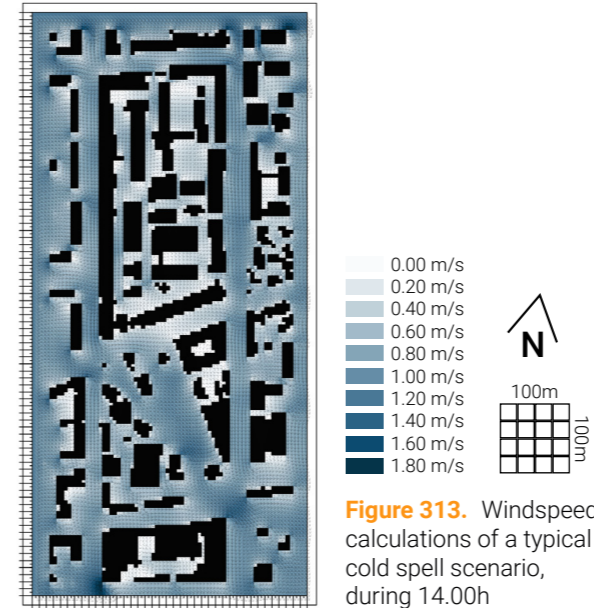 0.00 m/s
0.20 m/s
0.40 m/s
0.60 m/s
0.80 m/s
1.00 m/s
1.20 m/s
1.40 m/s
1.60 m/s
1.80 m/s
N
100m
100m
Figure 313. Windspeed
calculations of a typical
cold spell scenario,
during 14.00h